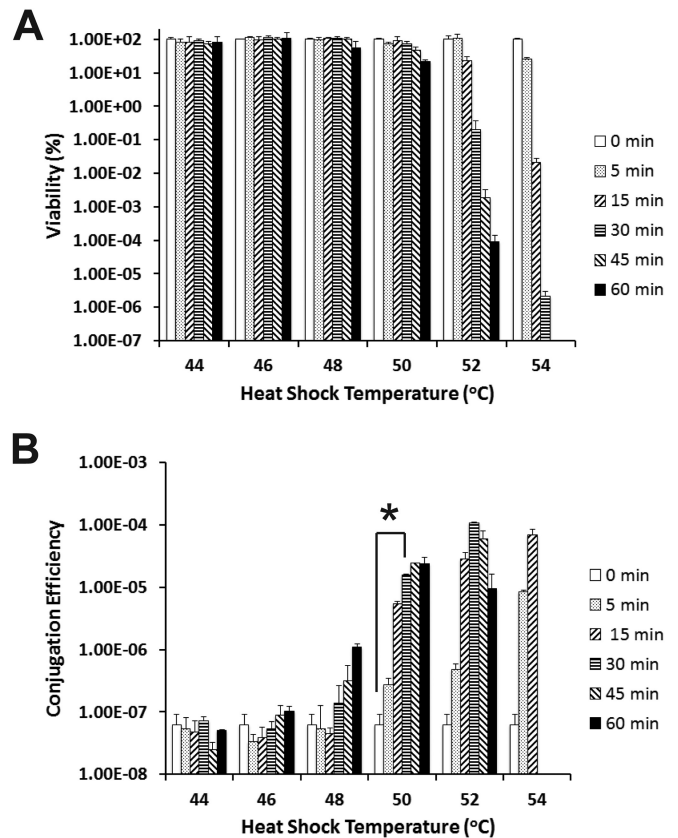 A
1.00E+02
1.00E+01
1.00E+00
1.00E-01
1.00E-02
1.00E-03
1.00E-04
1.00E-05
1.00E-06
1.00E-07
Viability (%)
44 46 48 50 52 54
Heat Shock Temperature (oC)
0 min
5 min
15 min
30 min
45 min
60 min
B
1.00E-03
1.00E-04
1.00E-05
1.00E-06
1.00E-07
1.00E-08
Conjugation Efficiency
*
44 46 48 50 52 54
Heat Shock Temperature (oC)
0 min
5 min
15 min
30 min
45 min
60 min